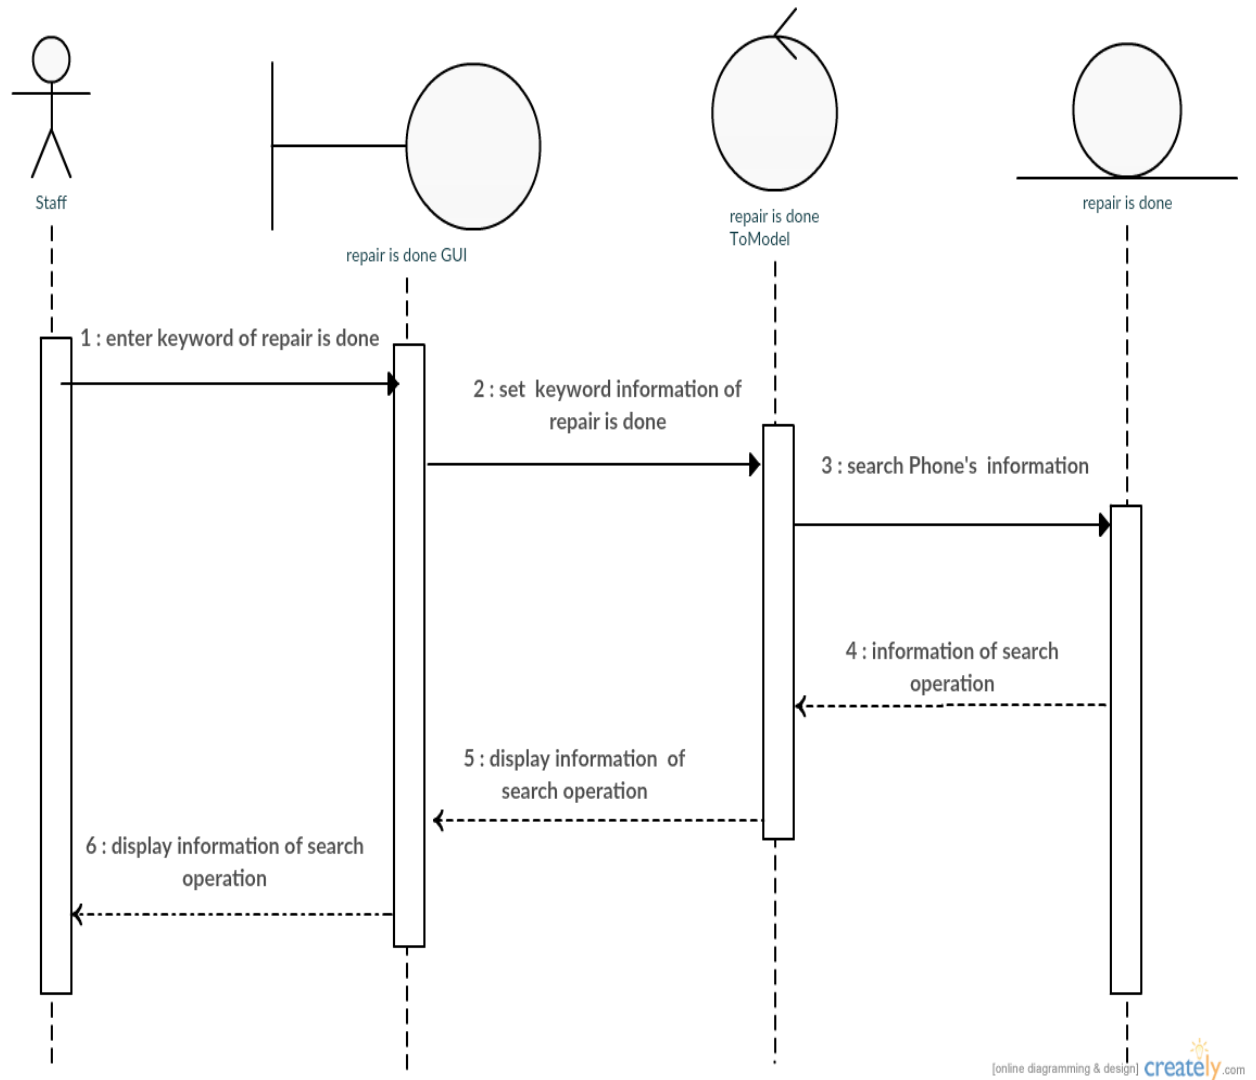 Staff
repair is done GUI
repair is done
ToModel
repair is done
1 : enter keyword of repair is done
2 : set  keyword information of
repair is done
3 : search Phone's  information
4 : information of search
operation
5 : display information  of
search operation
6 : display information of search
operation
[online diagramming & design] creately.com